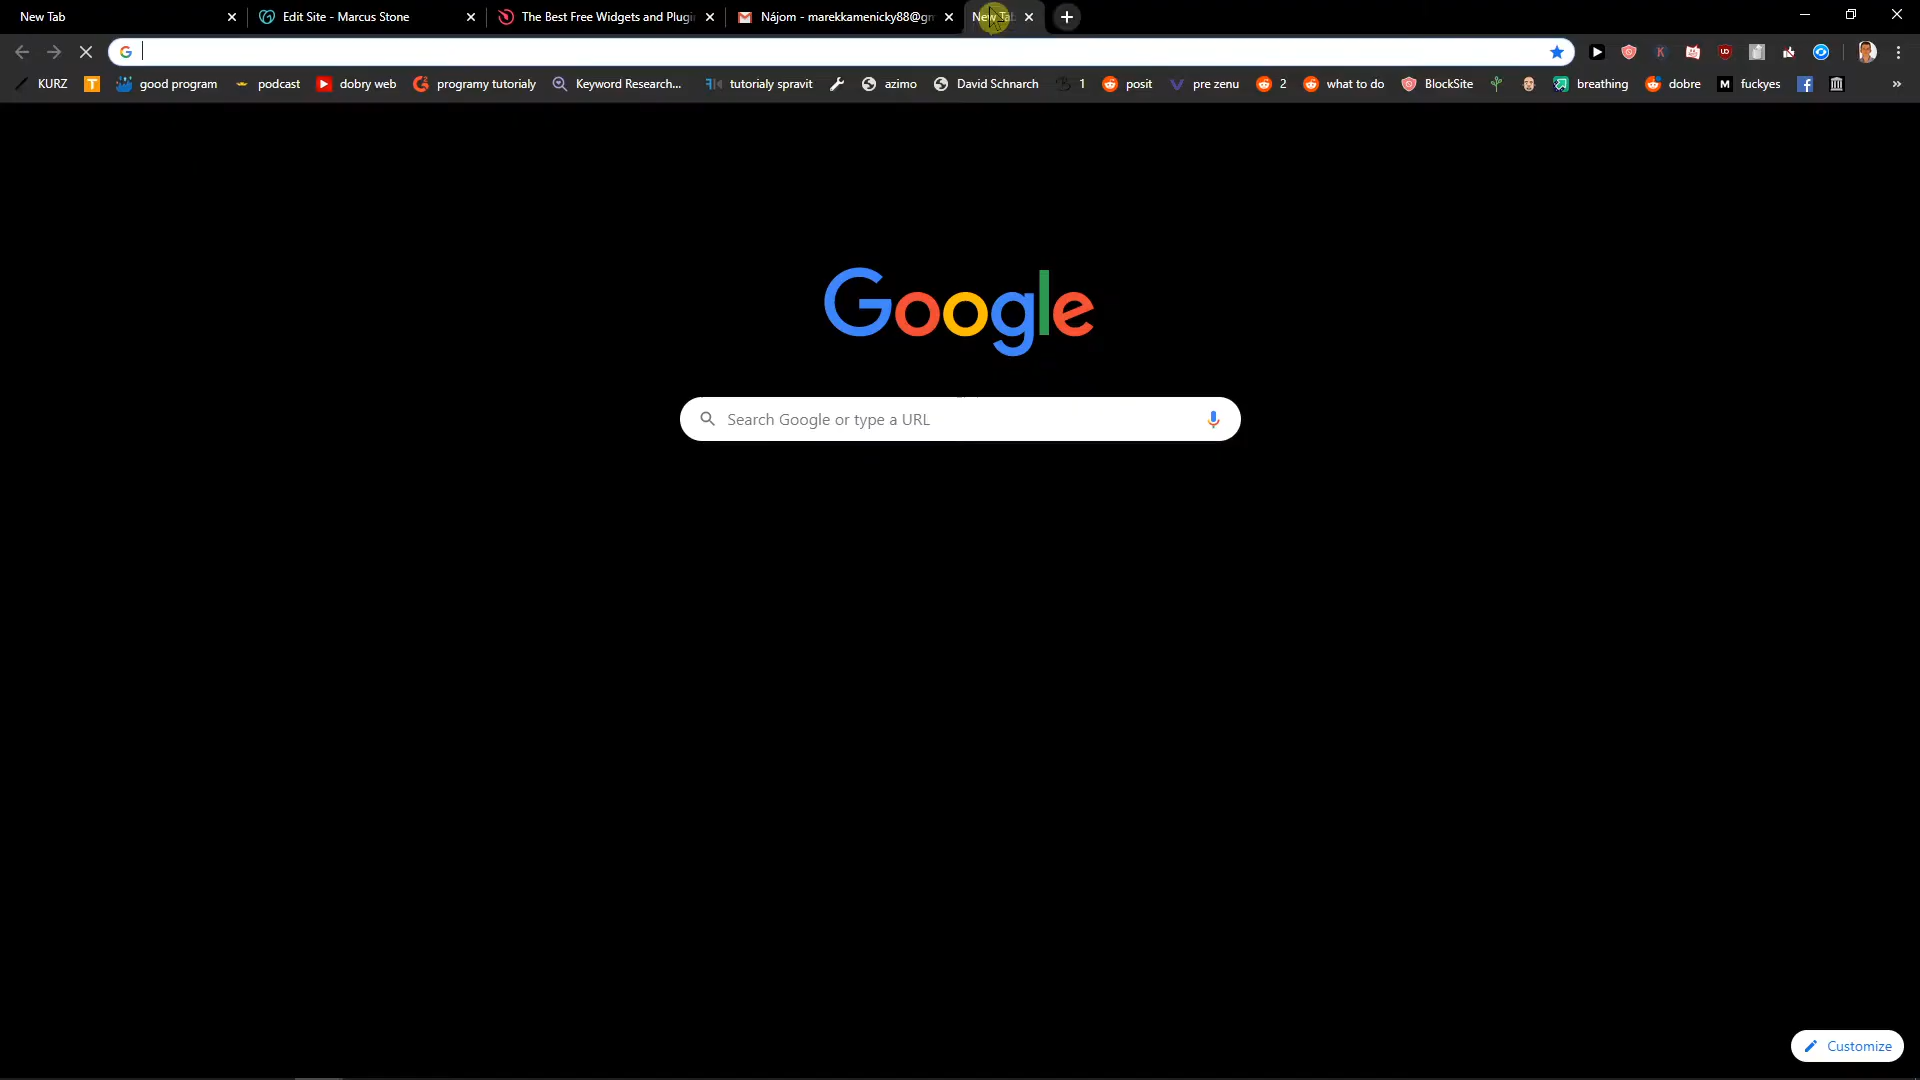 New Tab
Edit Site - Marcus Stone
The Best Free Widgets and Plugi
Nájom - marekkamenicky88@gm
New Tab
KURZ
good program
podcast
dobry web
programy tutorialy
Keyword Research...
tutorialy spravit
azimo
David Schnarch
1
posit
pre zenu
2
what to do
BlockSite
breathing
dobre
fuckyes
Google
Search Google or type a URL
Customize